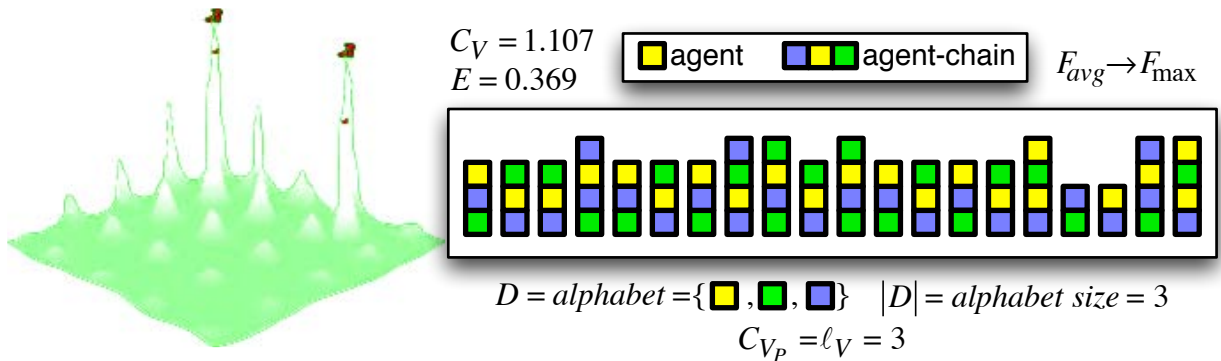 C_V = 1.107
E = 0.369
agent agent-chain
F_avg → F_max
D = alphabet = { , , } |D| = alphabet size = 3
C_{V_P} = ℓ_V = 3